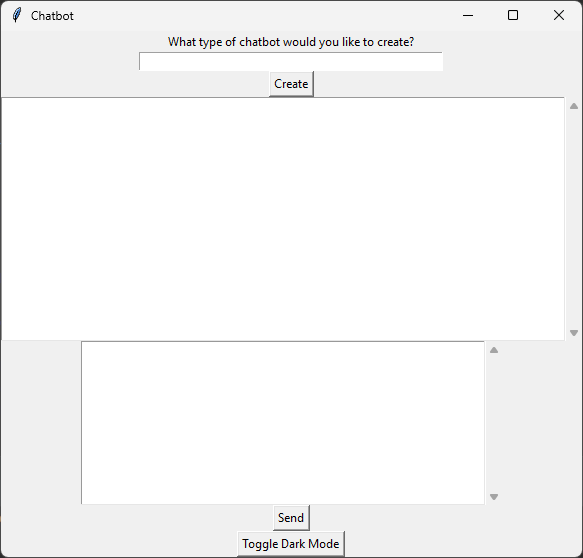 Chatbot
What type of chatbot would you like to create?
Create
Send
Toggle Dark Mode